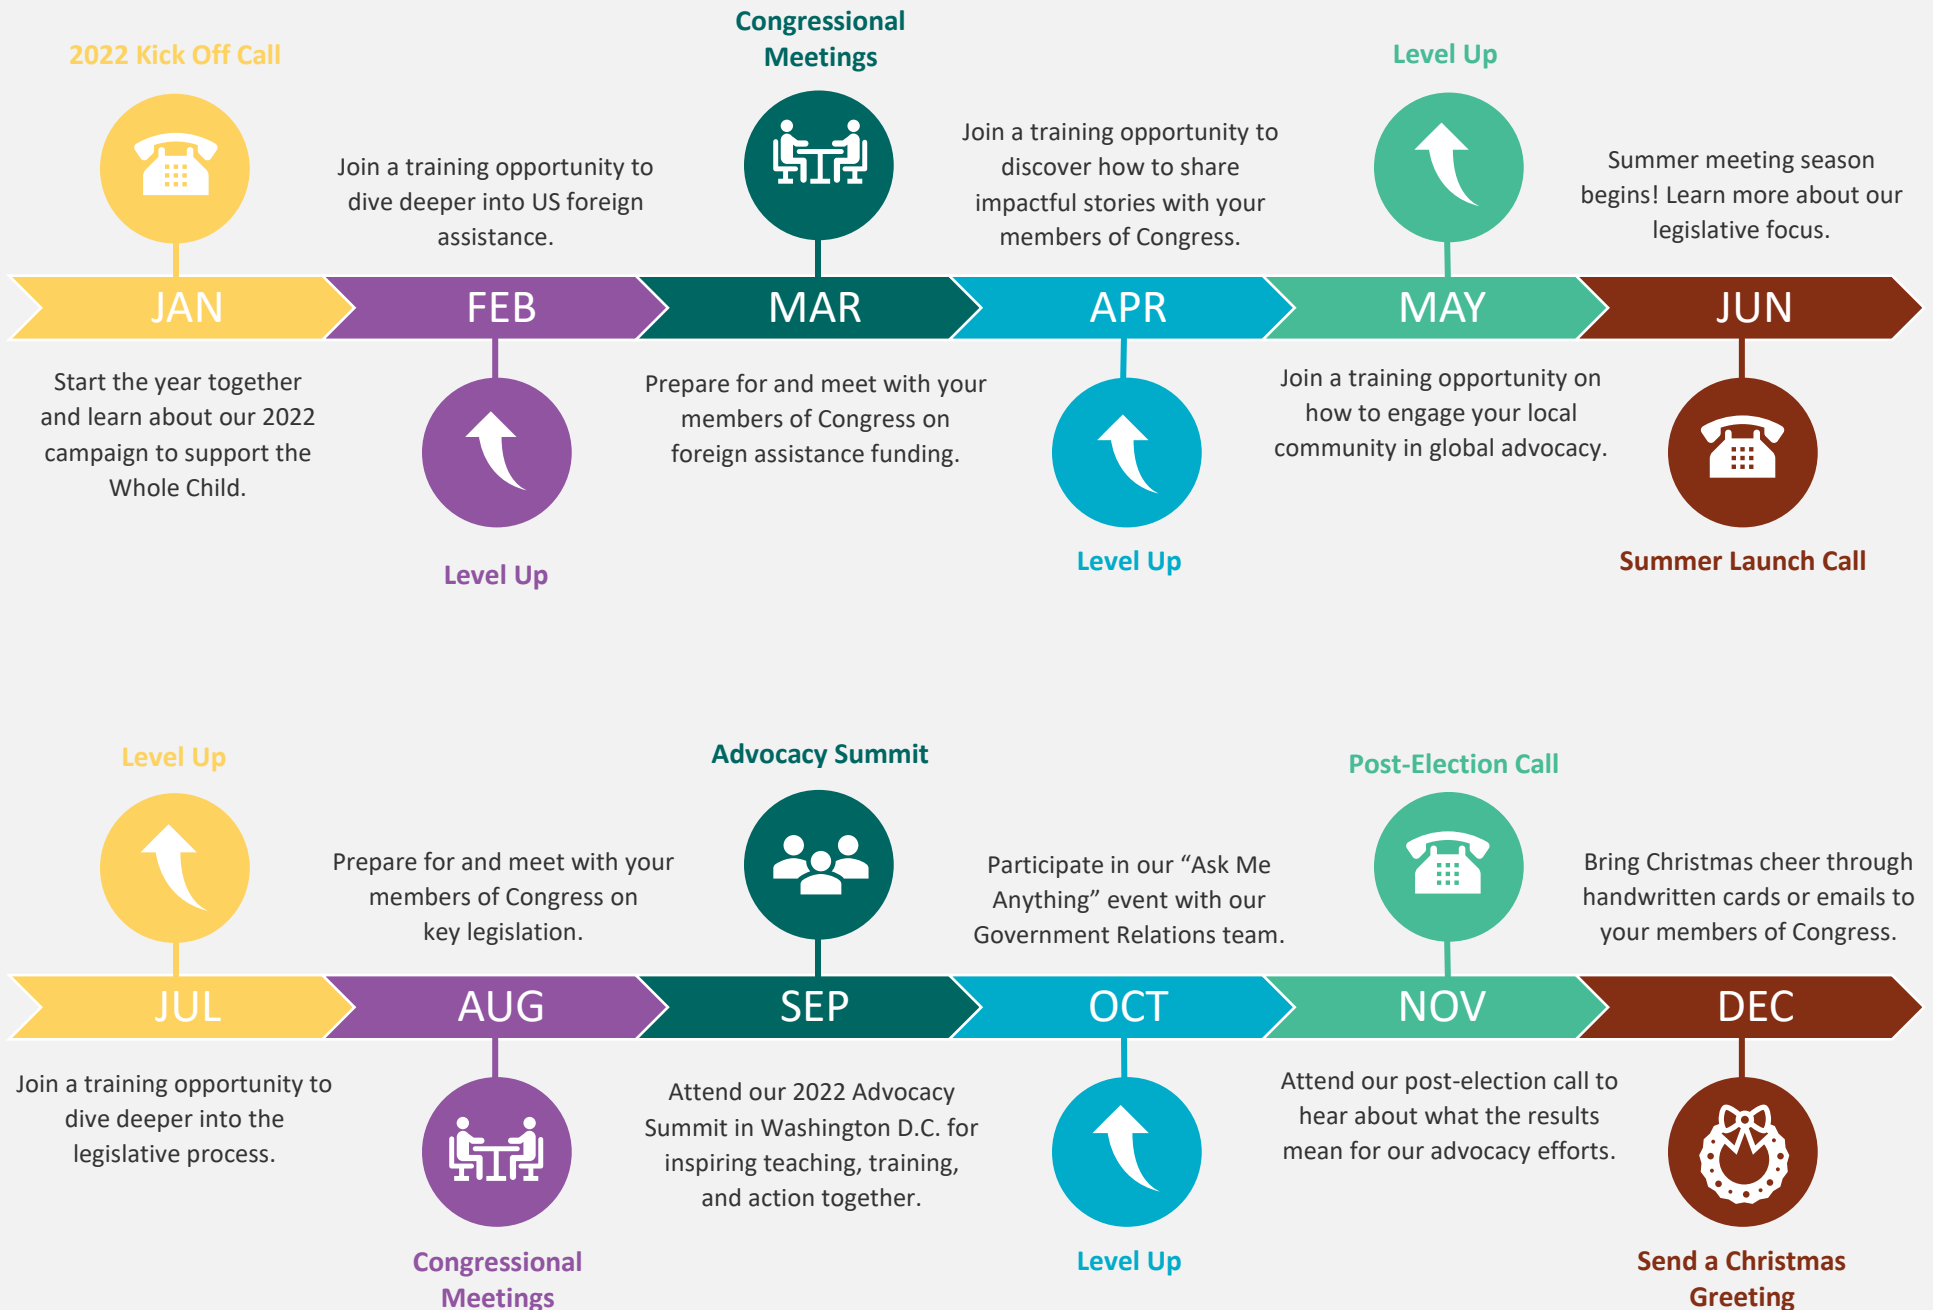 2022 Kick Off Call
JAN
Start the year together
and learn about our 2022
campaign to support the
Whole Child.
Join a training opportunity to
dive deeper into US foreign
assistance.
FEB
Level Up
Congressional
Meetings
MAR
Prepare for and meet with your
members of Congress on
foreign assistance funding.
Join a training opportunity to
discover how to share
impactful stories with your
members of Congress.
APR
Level Up
Level Up
MAY
Join a training opportunity on
how to engage your local
community in global advocacy.
Summer meeting season
begins! Learn more about our
legislative focus.
JUN
Summer Launch Call
Level Up
JUL
Join a training opportunity to
dive deeper into the
legislative process.
Prepare for and meet with your
members of Congress on
key legislation.
AUG
Congressional
Meetings
Advocacy Summit
SEP
Attend our 2022 Advocacy
Summit in Washington D.C. for
inspiring teaching, training,
and action together.
Participate in our “Ask Me
Anything” event with our
Government Relations team.
OCT
Level Up
Post-Election Call
NOV
Attend our post-election call to
hear about what the results
mean for our advocacy efforts.
Bring Christmas cheer through
handwritten cards or emails to
your members of Congress.
DEC
Send a Christmas
Greeting